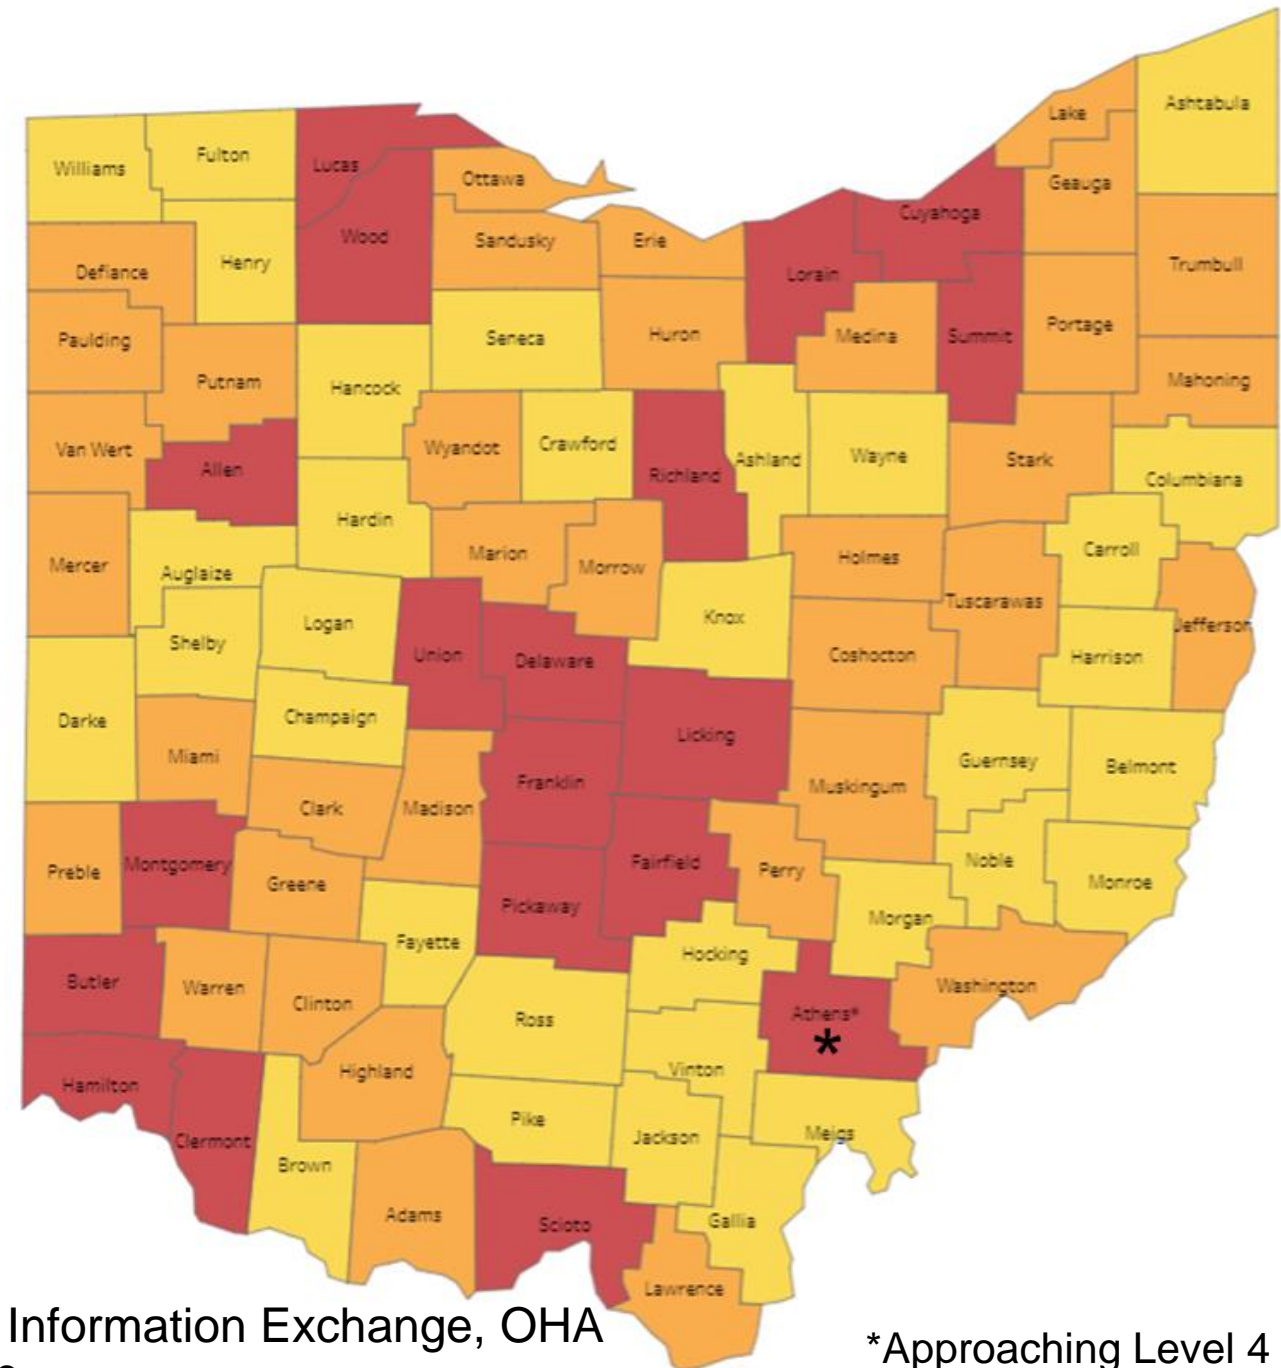 Ashtabula
Lake
Williams
Fulton
Lucas
Ottawa
Geauga
Cuyahoga
Wood
Sandusky
Erie
Henry
Defiance
Lorain
Trumbull
Paulding
Seneca
Huron
Medina
Summit
Portage
Putnam
Hancock
Mahoning
Van Wert
Allen
Wyandot
Crawford
Richland
Ashland
Wayne
Stark
Columbiana
Hardin
Mercer
Auglaize
Marion
Morrow
Holmes
Carroll
Shelby
Logan
Union
Delaware
Knox
Coshocton
Tuscarawas
Harrison
Jefferson
Darke
Miami
Champaign
Licking
Guernsey
Belmont
Franklin
Clark
Madison
Muskingum
Preble
Montgomery
Greene
Fairfield
Perry
Noble
Monroe
Pickaway
Fayette
Morgan
Hocking
Butler
Warren
Clinton
Ross
Athens*
*
Washington
Hamilton
Highland
Vinton
Clermont
Brown
Pike
Jackson
Meigs
Adams
Scioto
Gallia
Lawrence
Information Exchange, OHA
*Approaching Level 4